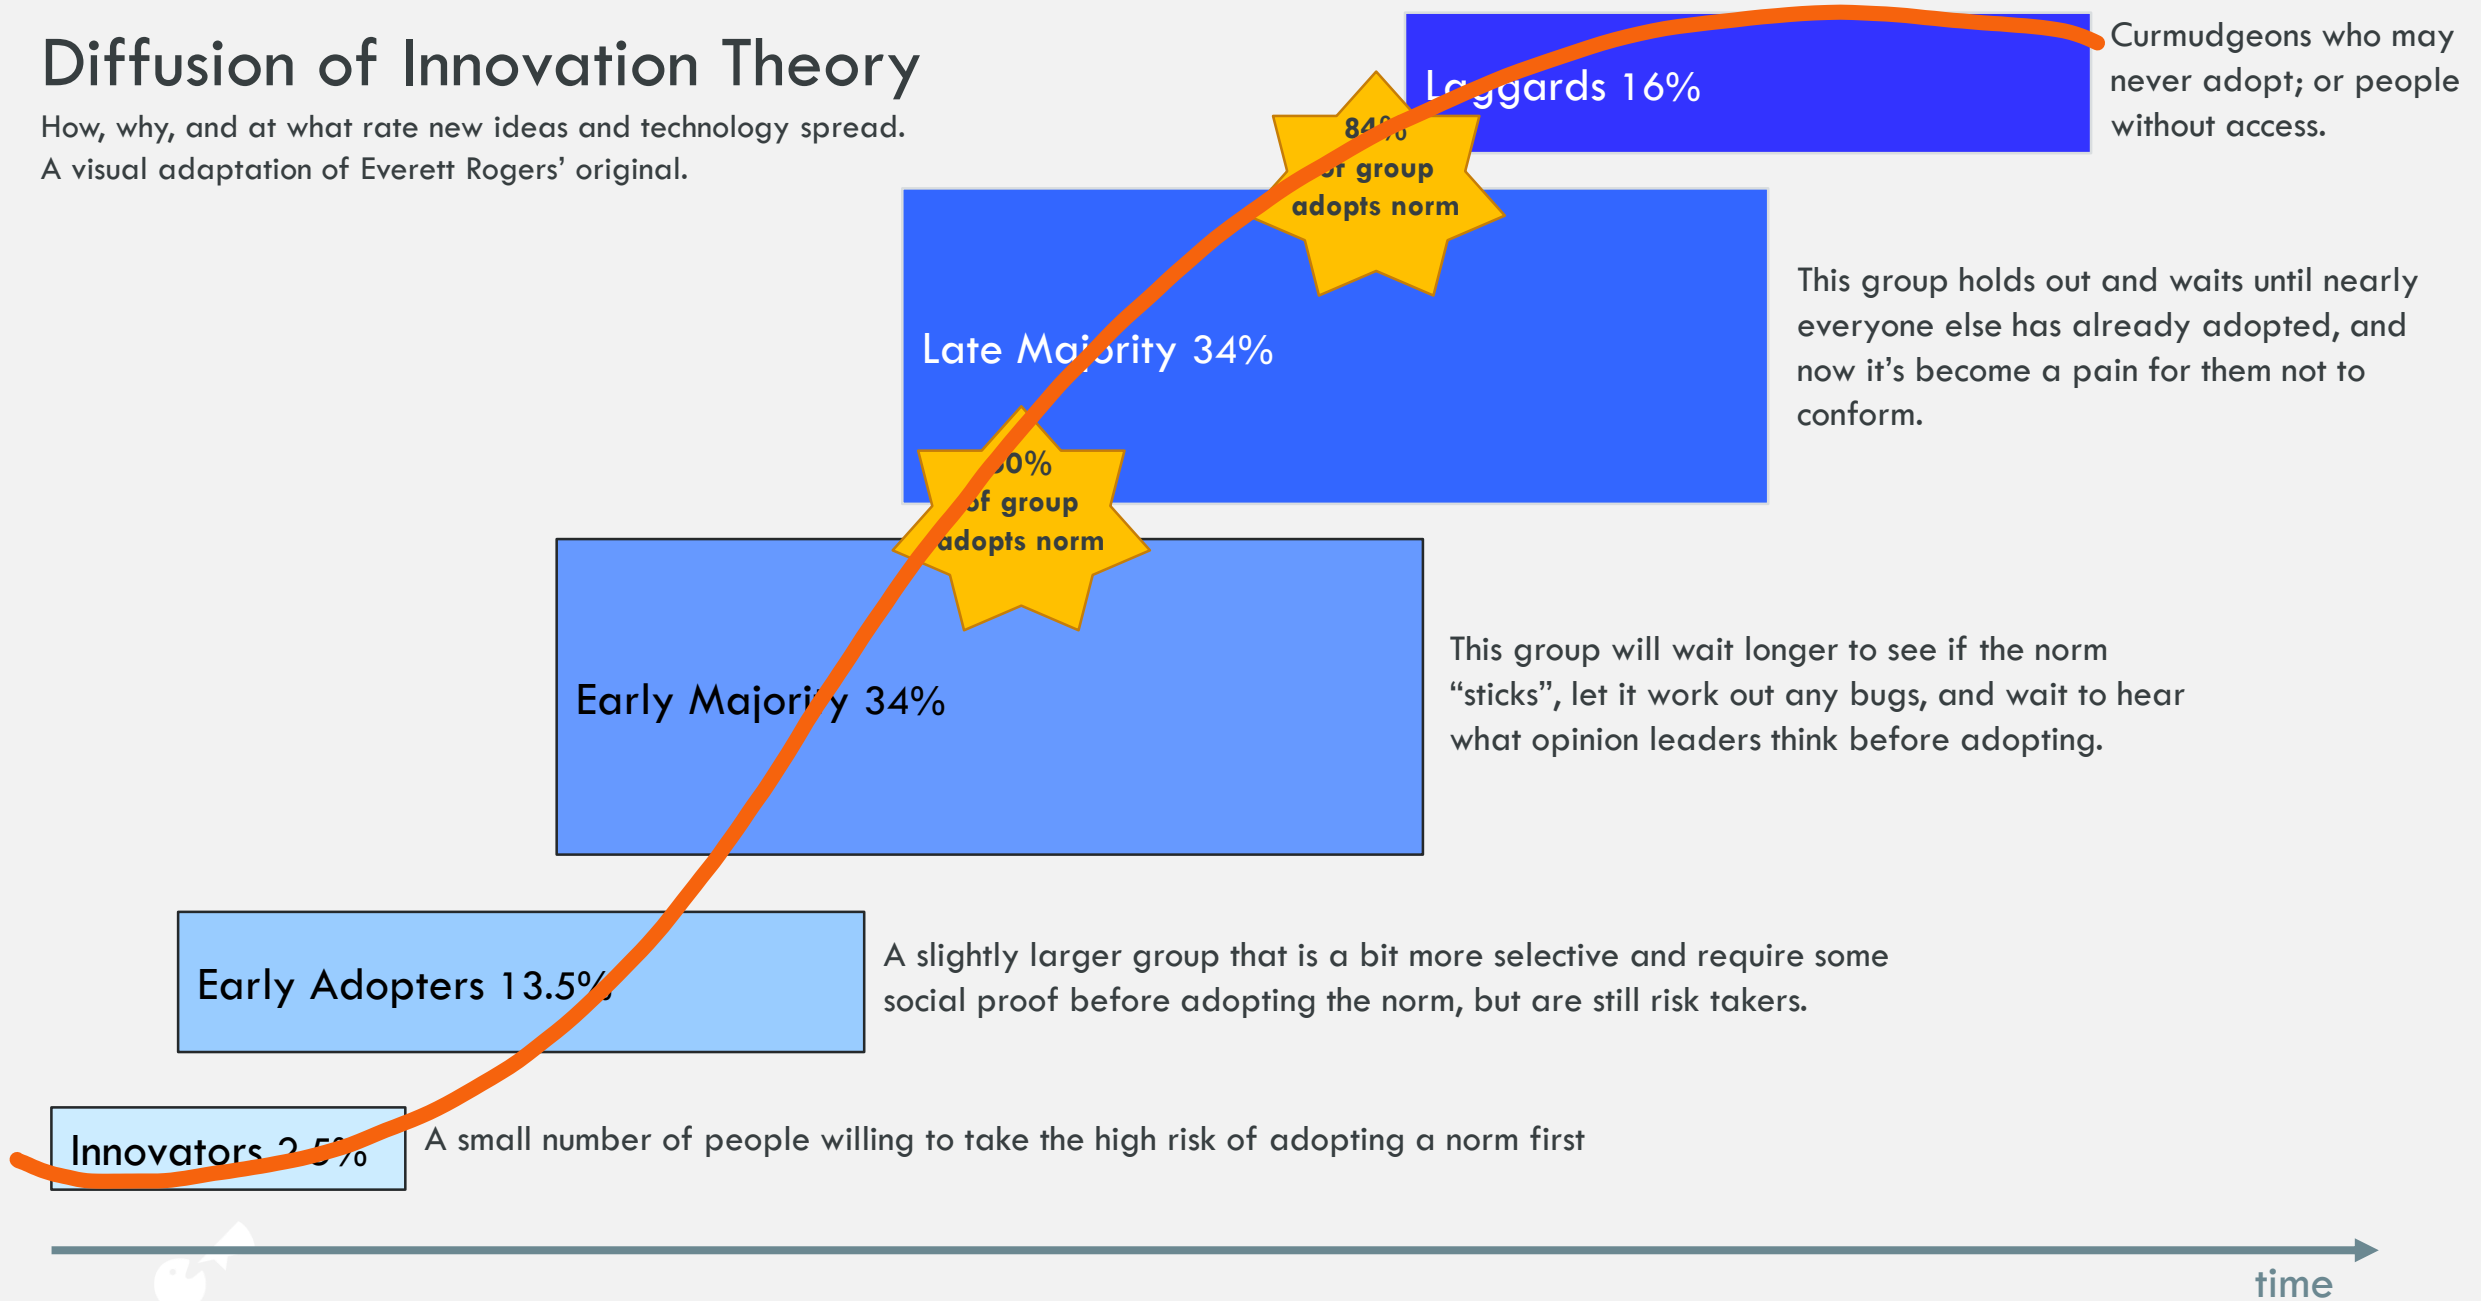 Diffusion of Innovation Theory
How, why, and at what rate new ideas and technology spread.
A visual adaptation of Everett Rogers’ original.
Laggards 16%
Curmudgeons who may
never adopt; or people
without access.
84%
of group
adopts norm
Late Majority 34%
This group holds out and waits until nearly
everyone else has already adopted, and
now it’s become a pain for them not to
conform.
50%
of group
adopts norm
Early Majority 34%
This group will wait longer to see if the norm
“sticks”, let it work out any bugs, and wait to hear
what opinion leaders think before adopting.
Early Adopters 13.5%
A slightly larger group that is a bit more selective and require some
social proof before adopting the norm, but are still risk takers.
Innovators 2.5%
A small number of people willing to take the high risk of adopting a norm first
time